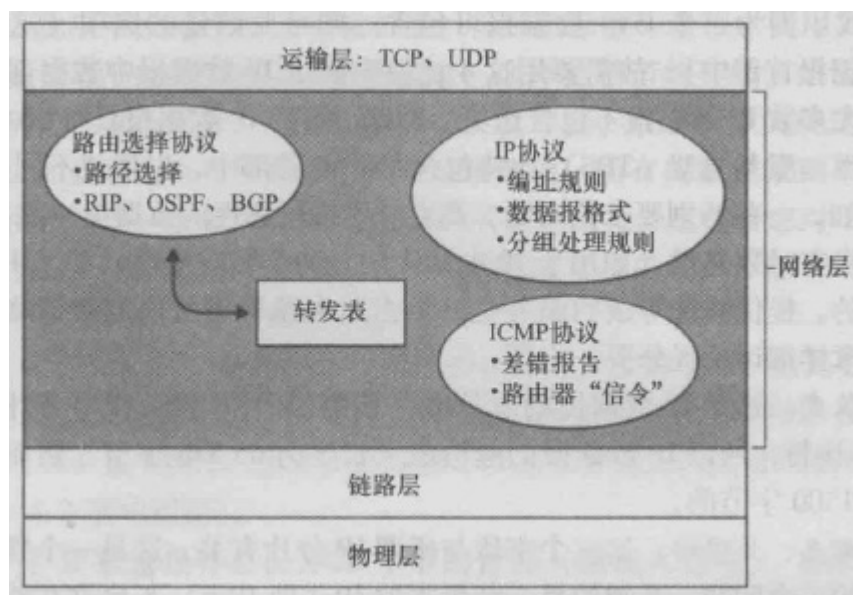 运输层：TCP、UDP
路由选择协议
•路径选择
•RIP、OSPF、BGP
IP协议
•编址规则
•数据报格式
•分组处理规则
网络层
转发表
ICMP协议
•差错报告
•路由器“信令”
链路层
物理层